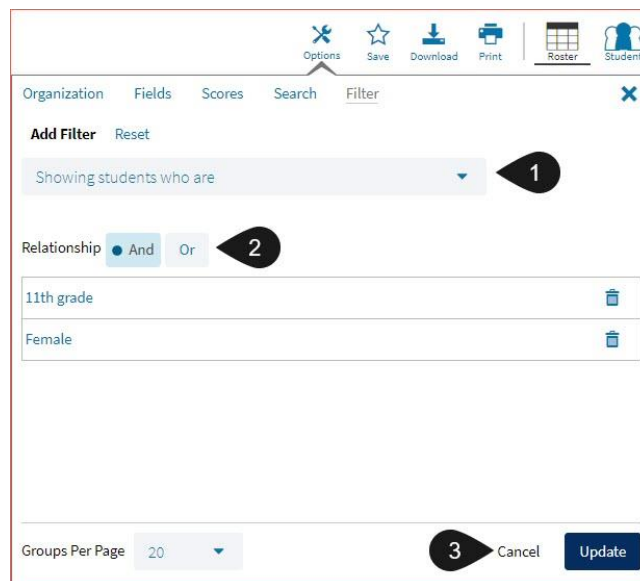 Options Save Download Print Roster Student
Organization Fields Scores Search Filter
Add Filter Reset
Showing students who are
1
Relationship And Or
2
11th grade
Female
Groups Per Page 20
3
Cancel Update